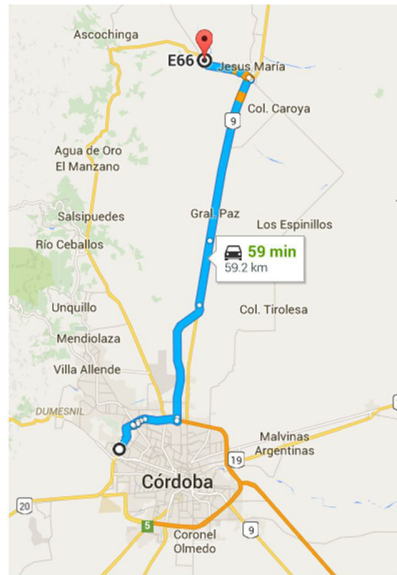 Ascochinga
E66
Jesus María
Col. Caroya
9
Agua de Oro
El Manzano
Salsipuedes
Gral. Paz
Los Espinillos
Río Ceballos
59 min
59.2 km
Unquillo
Col. Tirolesa
Mendiolaza
Villa Allende
DUMESNIL
Malvinas
Argentinas
19
Córdoba
20
5
9
Coronel
Olmedo